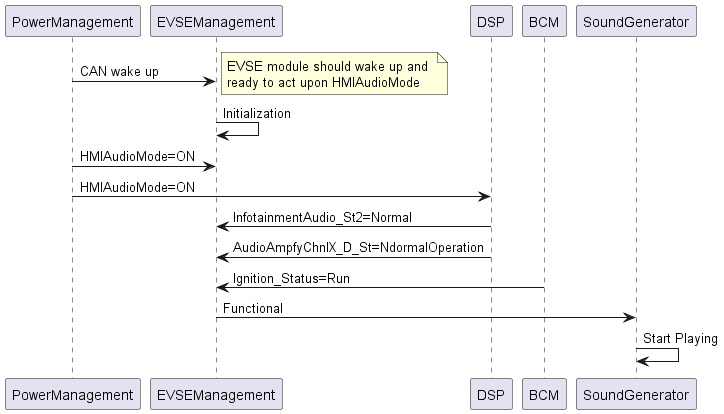 PowerManagement EVSEManagement DSP BCM SoundGenerator
CAN wake up
EVSE module should wake up and
ready to act upon HMIAudioMode
Initialization
HMIAudioMode=ON
HMIAudioMode=ON
InfotainmentAudio_St2=Normal
AudioAmpfyChnlX_D_St=NdormalOperation
Ignition_Status=Run
Functional
Start Playing
PowerManagement EVSEManagement DSP BCM SoundGenerator